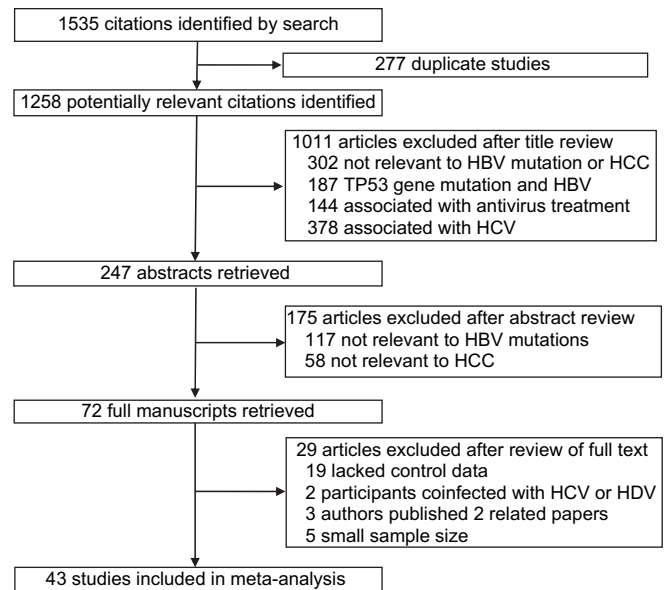 1535 citations identified by search
277 duplicate studies
1258 potentially relevant citations identified
1011 articles excluded after title review
302 not relevant to HBV mutation or HCC
187 TP53 gene mutation and HBV
144 associated with antivirus treatment
378 associated with HCV
247 abstracts retrieved
175 articles excluded after abstract review
117 not relevant to HBV mutations
58 not relevant to HCC
72 full manuscripts retrieved
29 articles excluded after review of full text
19 lacked control data
2 participants coinfected with HCV or HDV
3 authors published 2 related papers
5 small sample size
43 studies included in meta-analysis